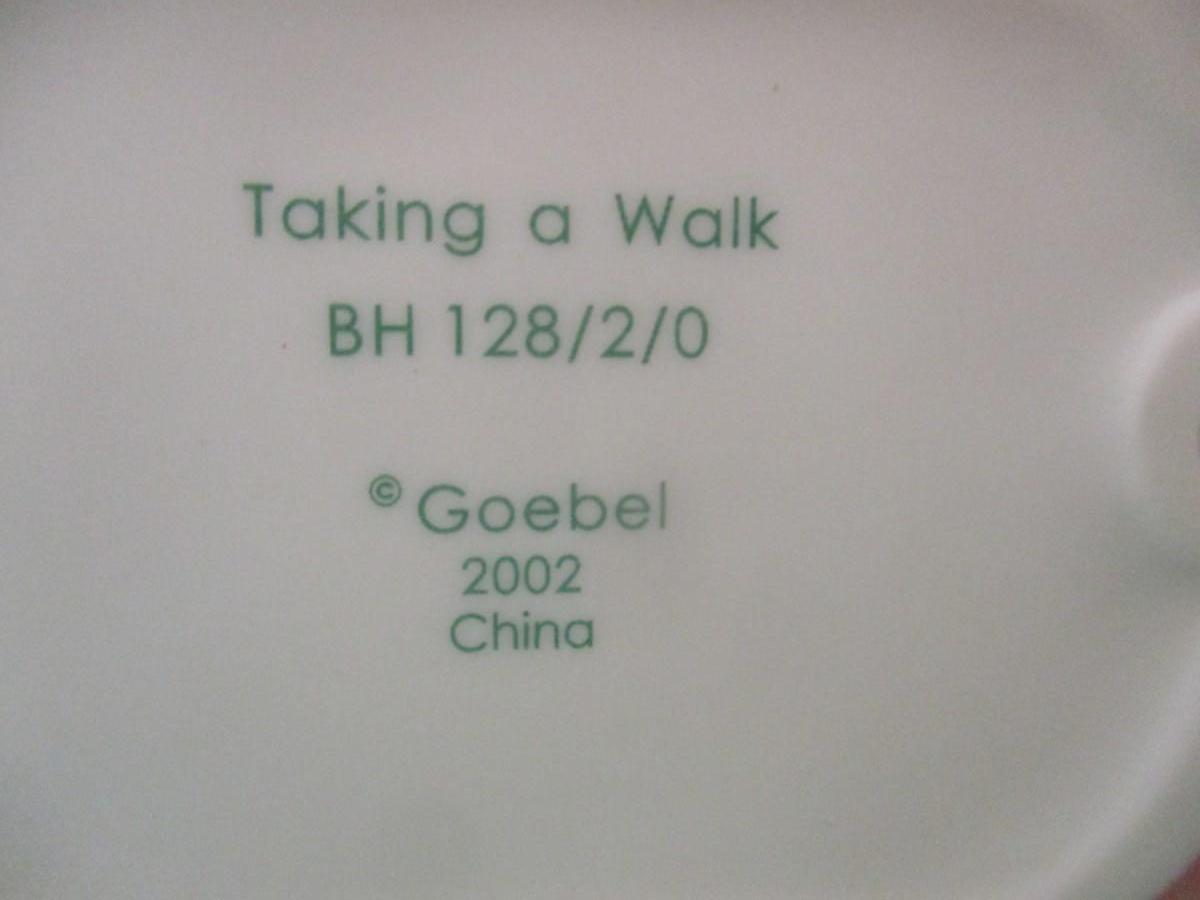 Taking a Walk
BH 128/2/0
© Goebel
2002
China